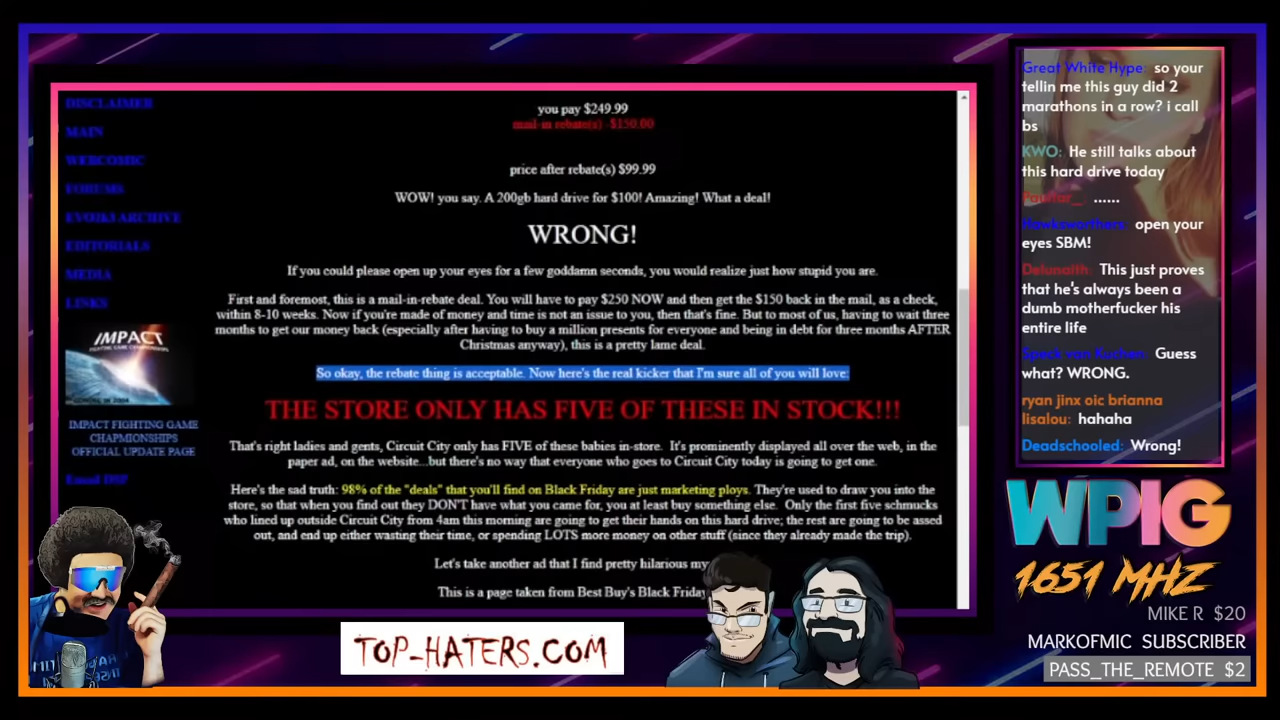 DISCLAIMER
MAIN
WEBCOMIC
FORUMS
EVO2K3 ARCHIVE
EDITORIALS
MEDIA
LINKS
IMPACT
FIGHTING GAME CHAMPIONSHIPS
COMING IN 2004
IMPACT FIGHTING GAME
CHAPMIONSHIPS
OFFICIAL UPDATE PAGE
Email DSP
you pay $249.99
mail-in rebate(s) -$150.00
price after rebate(s) $99.99
WOW! you say. A 200gb hard drive for $100! Amazing! What a deal!
WRONG!
If you could please open up your eyes for a few goddamn seconds, you would realize just how stupid you are.
First and foremost, this is a mail-in-rebate deal. You will have to pay $250 NOW and then get the $150 back in the mail, as a check,
within 8-10 weeks. Now if you're made of money and time is not an issue to you, then that's fine. But to most of us, having to wait three
months to get our money back (especially after having to buy a million presents for everyone and being in debt for three months AFTER
Christmas anyway), this is a pretty lame deal.
So okay, the rebate thing is acceptable. Now here's the real kicker that I'm sure all of you will love:
THE STORE ONLY HAS FIVE OF THESE IN STOCK!!!
That's right ladies and gents, Circuit City only has FIVE of these babies in-store. It's prominently displayed all over the web, in the
paper ad, on the website...but there's no way that everyone who goes to Circuit City today is going to get one.
Here's the sad truth: 98% of the "deals" that you'll find on Black Friday are just marketing ploys. They're used to draw you into the
store, so that when you find out they DON'T have what you came for, you at least buy something else. Only the first five schmucks
who lined up outside Circuit City from 4am this morning are going to get their hands on this hard drive; the rest are going to be assed
out, and end up either wasting their time, or spending LOTS more money on other stuff (since they already made the trip).
Let's take another ad that I find pretty hilarious my
This is a page taken from Best Buy's Black Friday
TOP-HATERS.COM
Great White Hype: so your
tellin me this guy did 2
marathons in a row? i call
bs
KWO: He still talks about
this hard drive today
......
open your
eyes SBM!
Delunaith: This just proves
that he's always been a
dumb motherfucker his
entire life
Speck von Kuchen: Guess
what? WRONG.
ryan jinx oic brianna
lisalou: hahaha
Deadschooled: Wrong!
WPIG
1651 MHZ
MIKE R $20
MARKOFMIC SUBSCRIBER
PASS_THE_REMOTE $2